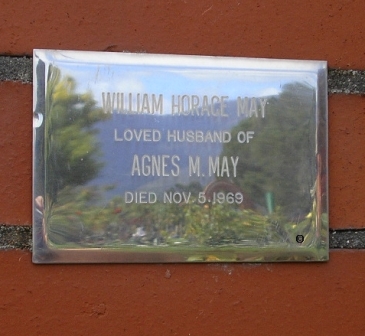 WILLIAM HORACE MAY
LOVED HUSBAND OF
AGNES M. MAY
DIED NOV 5.1969